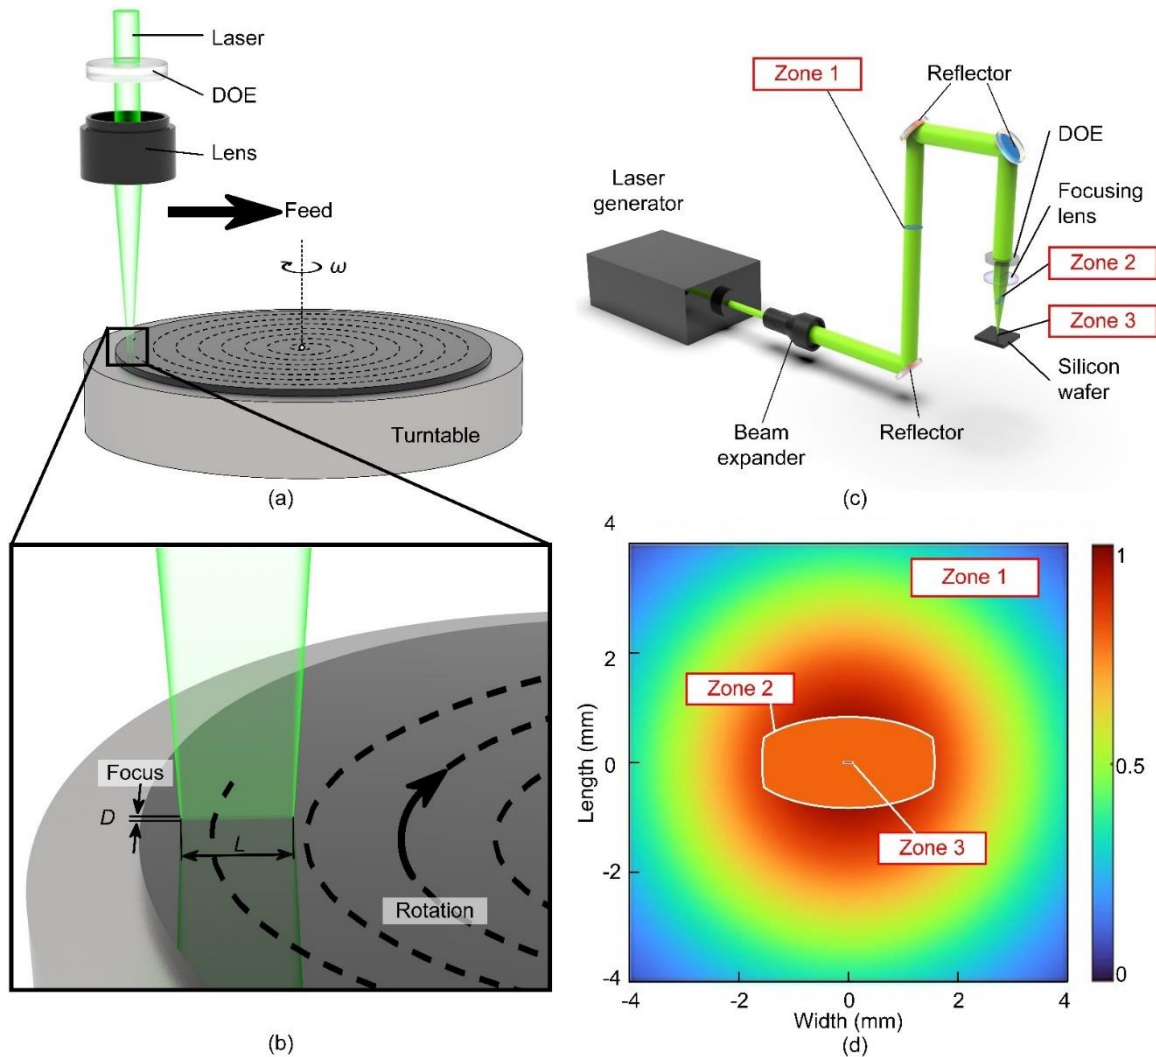 Laser
DOE
Lens
Feed
ω
Turntable
(a)
Zone 1
Reflector
DOE
Laser
generator
Focusing
lens
Zone 2
Zone 3
Silicon
wafer
Beam
expander
Reflector
(c)
Focus
D
L
Rotation
(b)
4
2
0
-2
-4
Length (mm)
Zone 1
Zone 2
Zone 3
-4
-2
0
2
4
Width (mm)
1
0.5
0
(d)